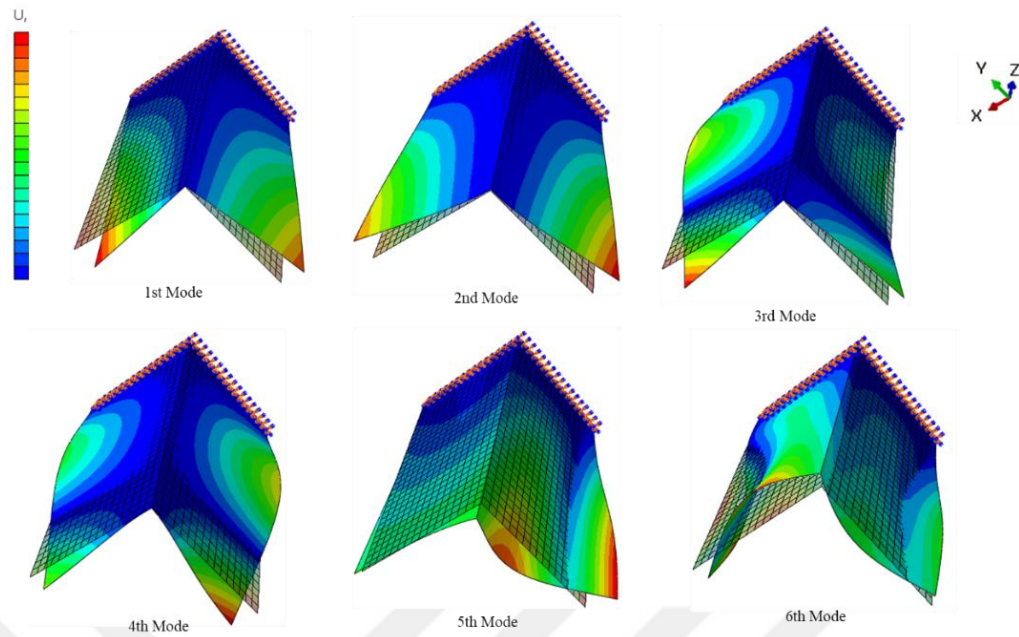 U,
Y
Z
X
1st Mode
2nd Mode
3rd Mode
4th Mode
5th Mode
6th Mode